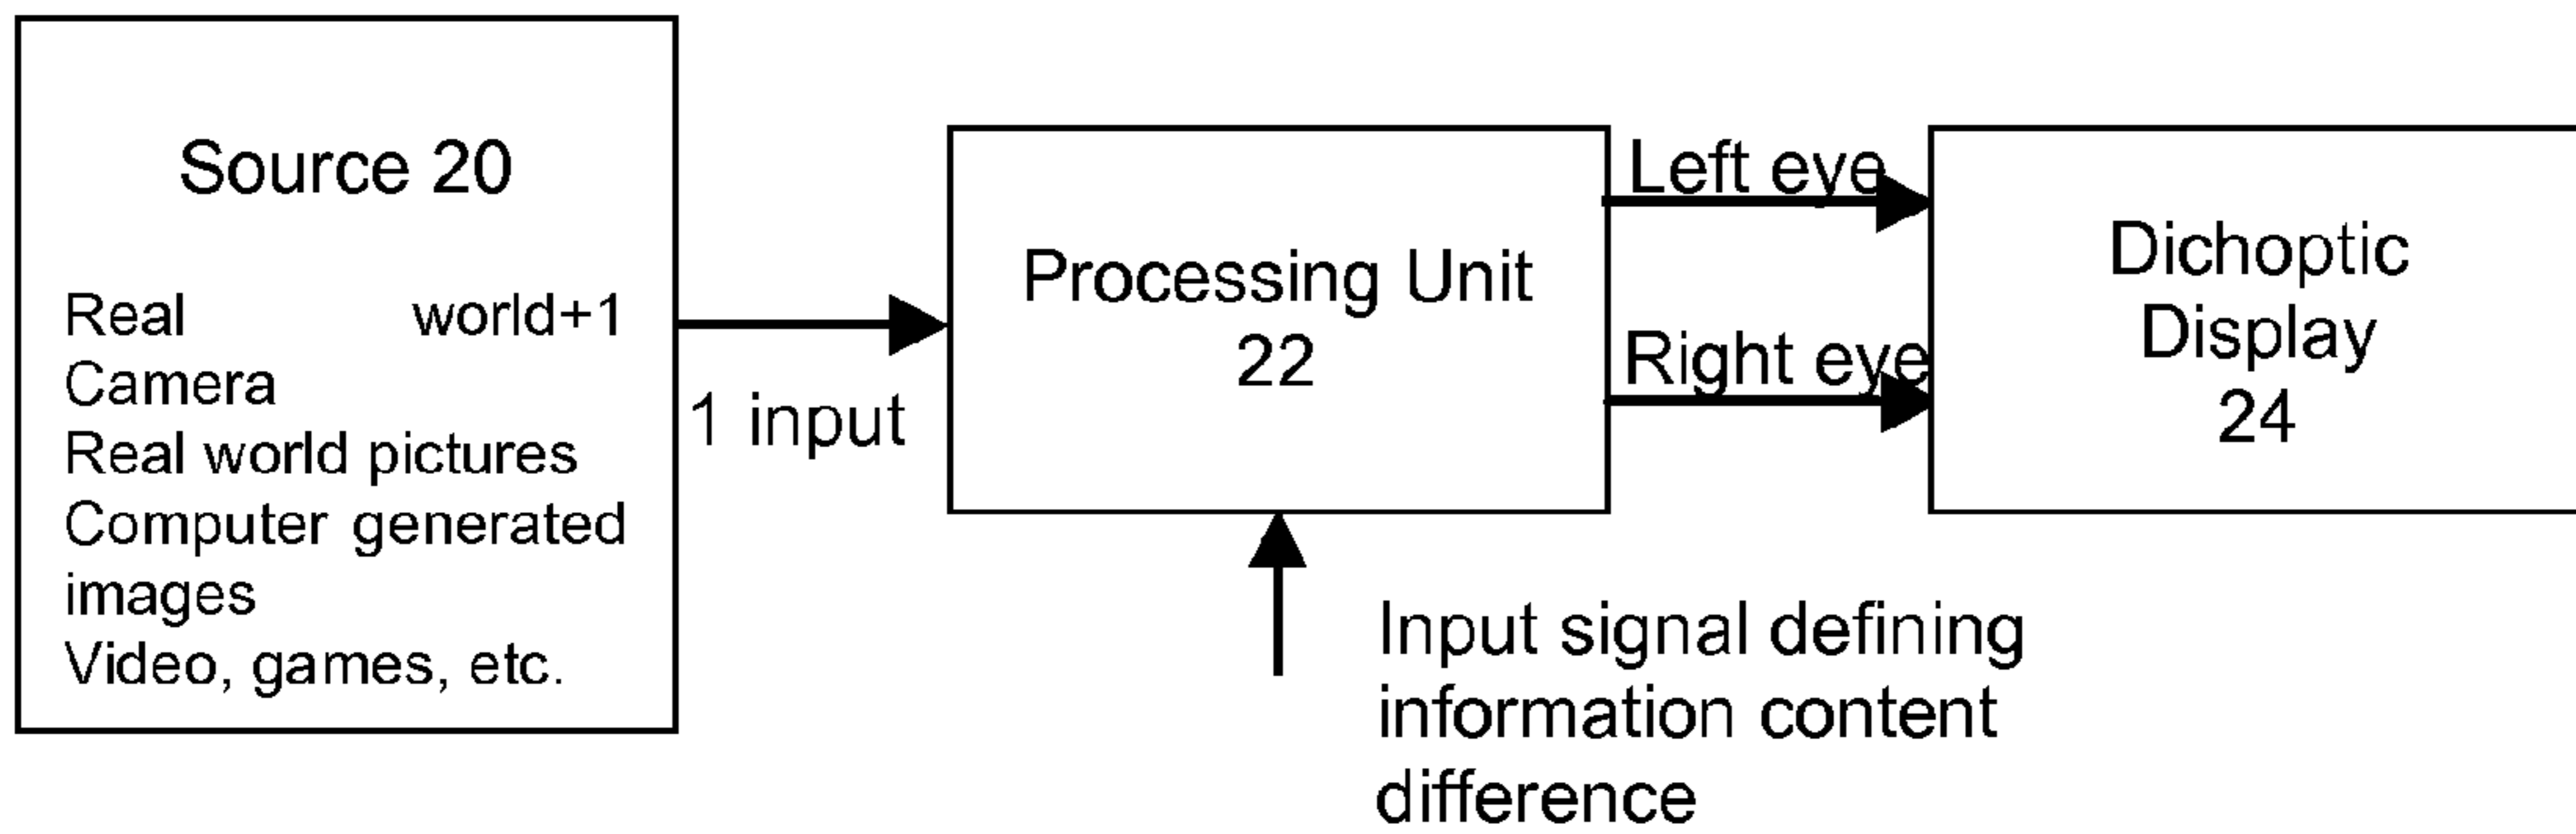 Source 20
Real world+1
Camera
Real world pictures
Computer generated
images
Video, games, etc.
1 input
Processing Unit
22
Left eye
Right eye
Dichoptic
Display
24
Input signal defining
information content
difference